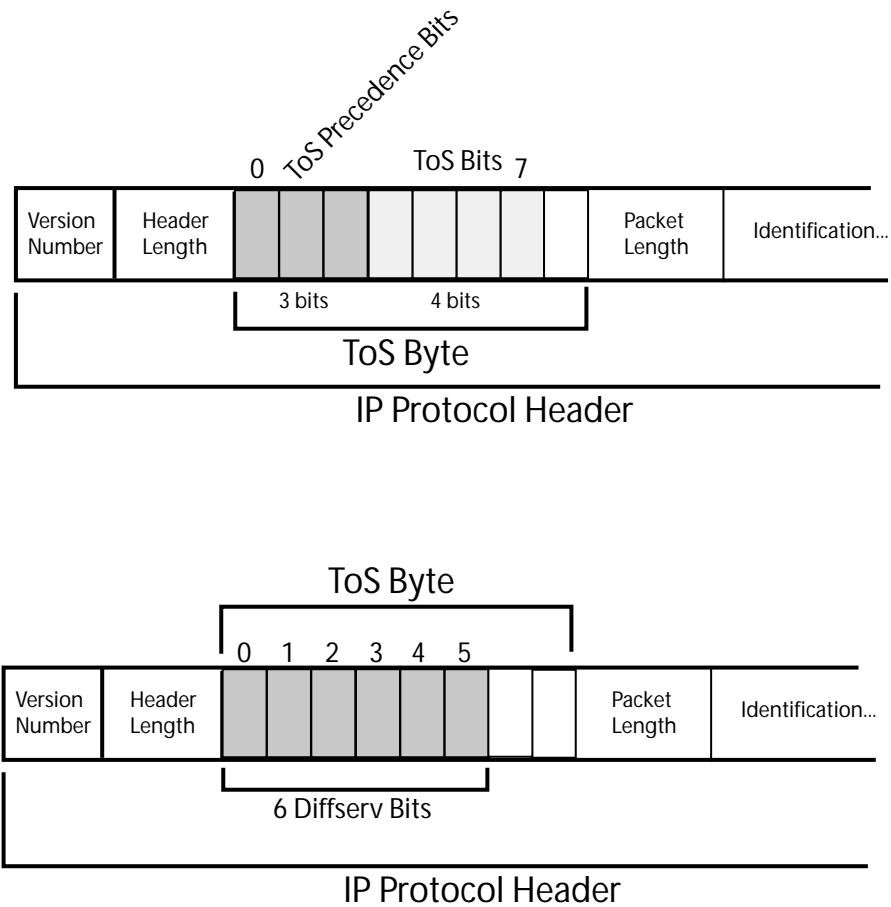 ToS Precedence Bits
0 ToS Bits 7
Version Number
Header Length
Packet Length
Identification...
3 bits 4 bits
ToS Byte
IP Protocol Header
ToS Byte
0 1 2 3 4 5
Version Number
Header Length
Packet Length
Identification...
6 Diffserv Bits
IP Protocol Header